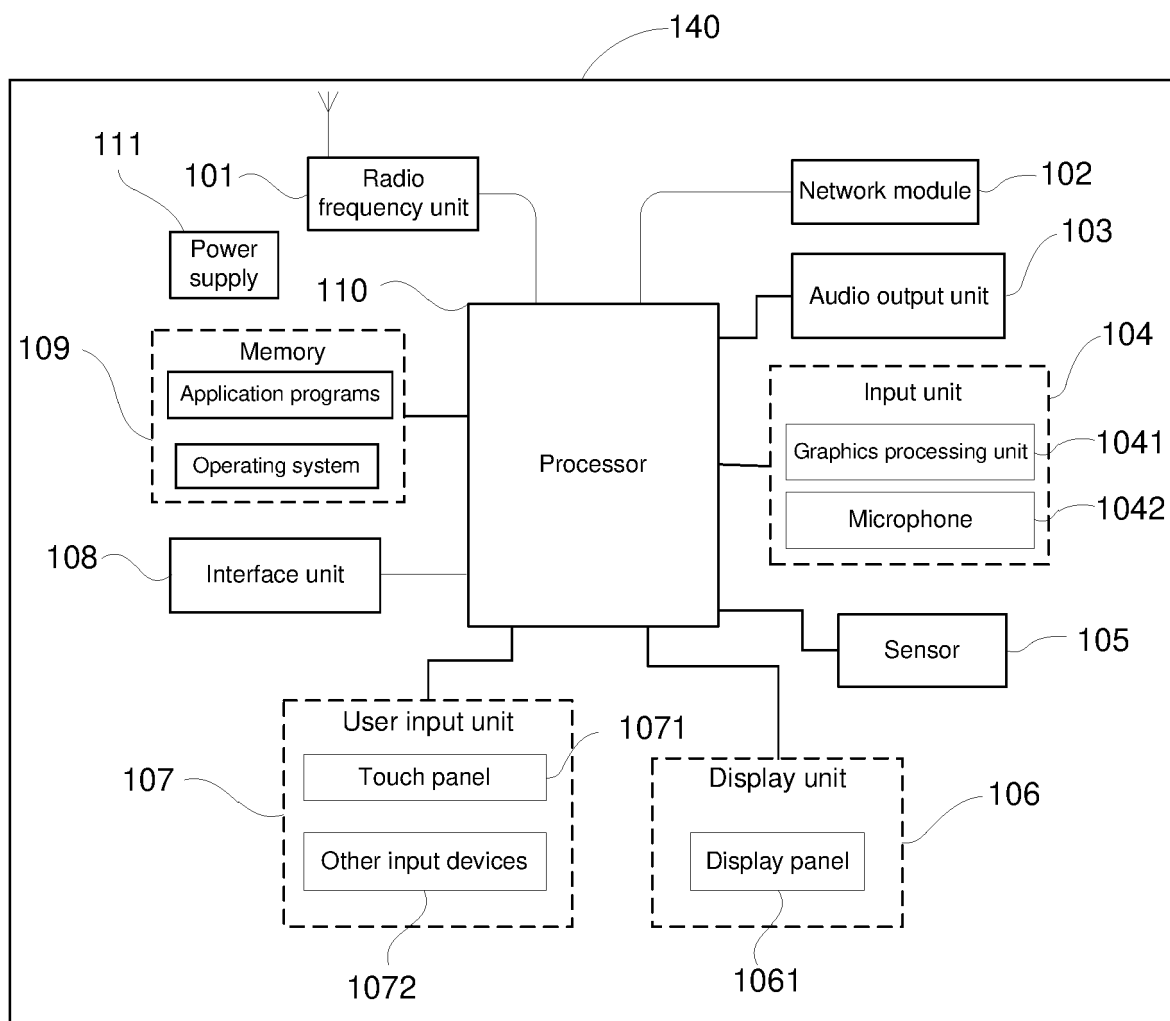 140
111
101
Radio
frequency unit
Network module
102
Power
supply
103
Audio output unit
110
109
Memory
Application programs
Operating system
Processor
104
Input unit
Graphics processing unit
1041
Microphone
1042
108
Interface unit
Sensor
105
User input unit
1071
107
Touch panel
Other input devices
1072
Display unit
106
Display panel
1061